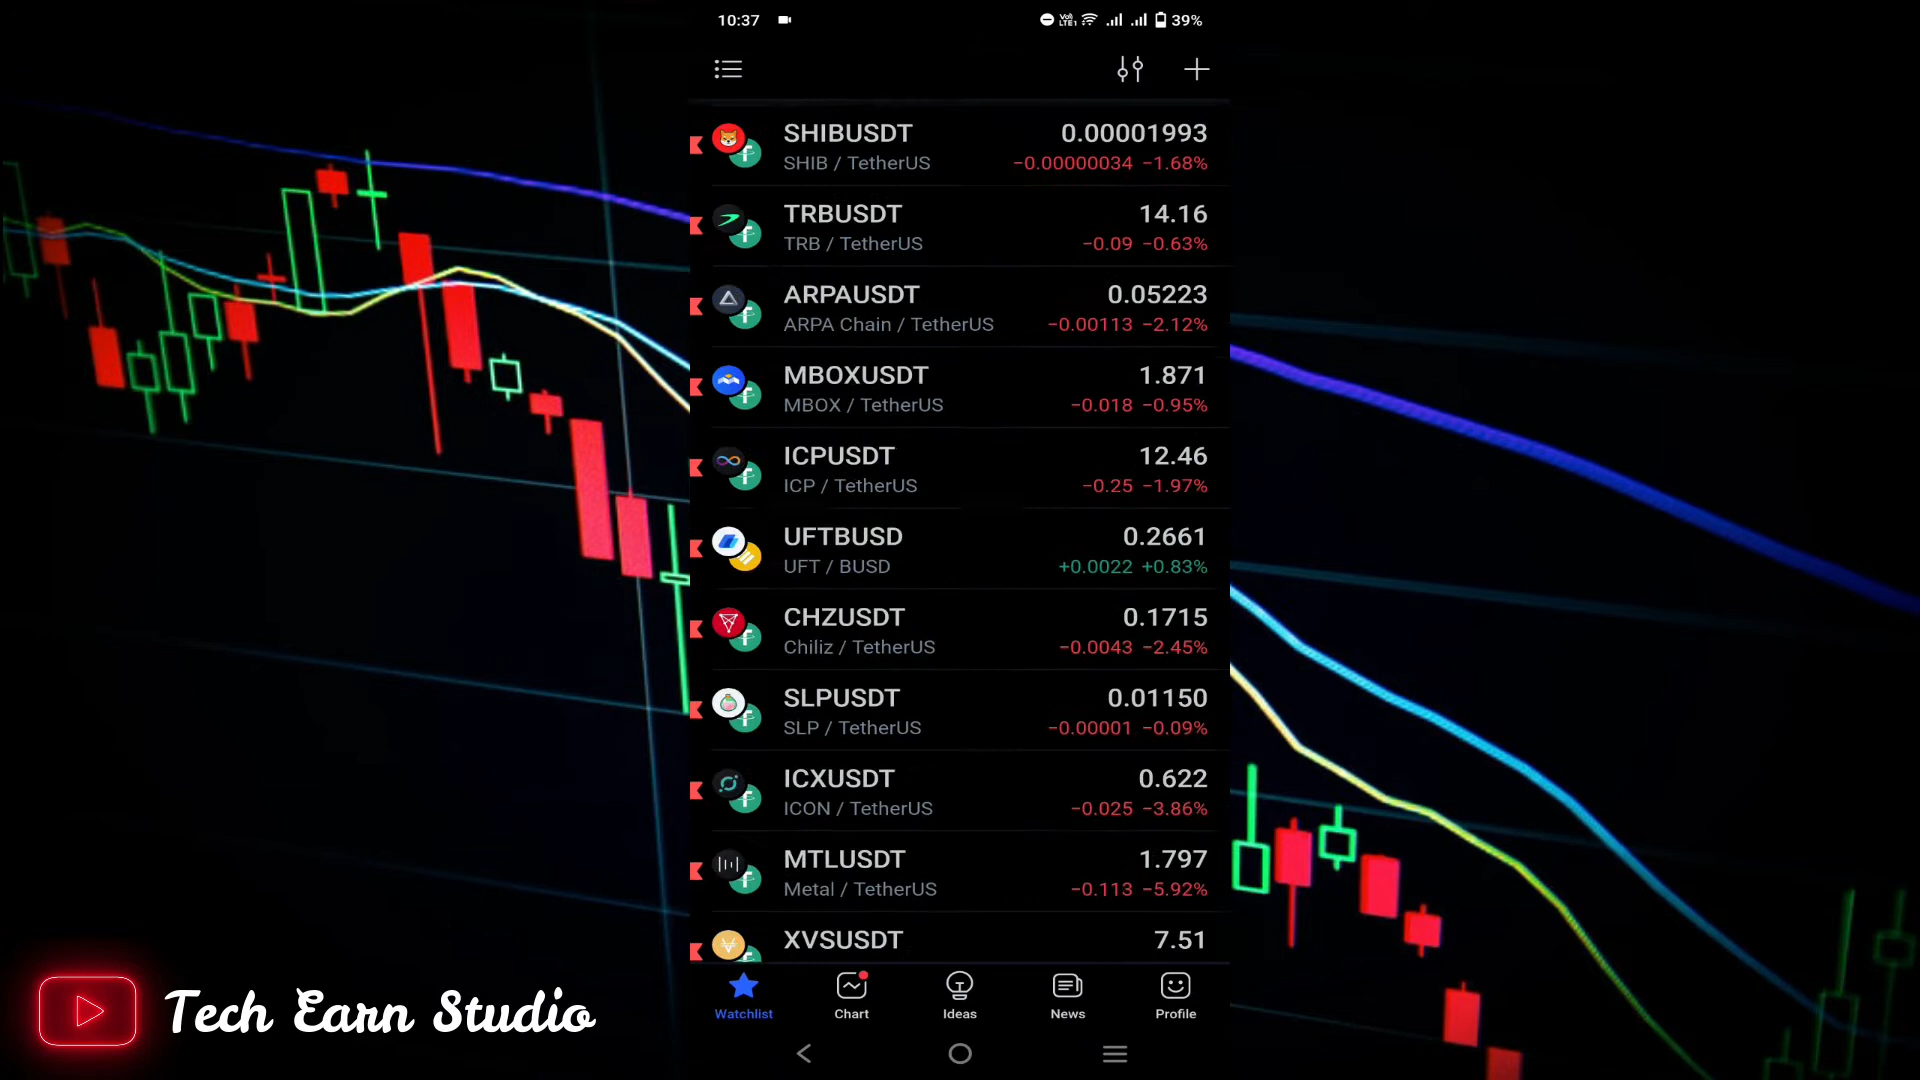 10:37
Vo) LTE1 39%
SHIBUSDT 0.00001993
SHIB / TetherUS −0.00000034 −1.68%
TRBUSDT 14.16
TRB / TetherUS −0.09 −0.63%
ARPAUSDT 0.05223
ARPA Chain / TetherUS −0.00113 −2.12%
MBOXUSDT 1.871
MBOX / TetherUS −0.018 −0.95%
ICPUSDT 12.46
ICP / TetherUS −0.25 −1.97%
UFTBUSD 0.2661
UFT / BUSD +0.0022 +0.83%
CHZUSDT 0.1715
Chiliz / TetherUS −0.0043 −2.45%
SLPUSDT 0.01150
SLP / TetherUS −0.00001 −0.09%
ICXUSDT 0.622
ICON / TetherUS −0.025 −3.86%
MTLUSDT 1.797
Metal / TetherUS −0.113 −5.92%
XVSUSDT 7.51
Watchlist Chart Ideas News Profile
Tech Earn Studio